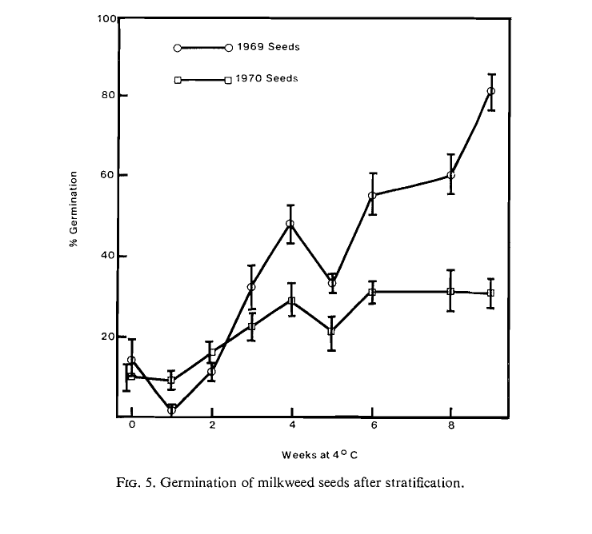 100
1969 Seeds
1970 Seeds
80
60
% Germination
40
20
0 2 4 6 8
Weeks at 4° C
FIG. 5. Germination of milkweed seeds after stratification.